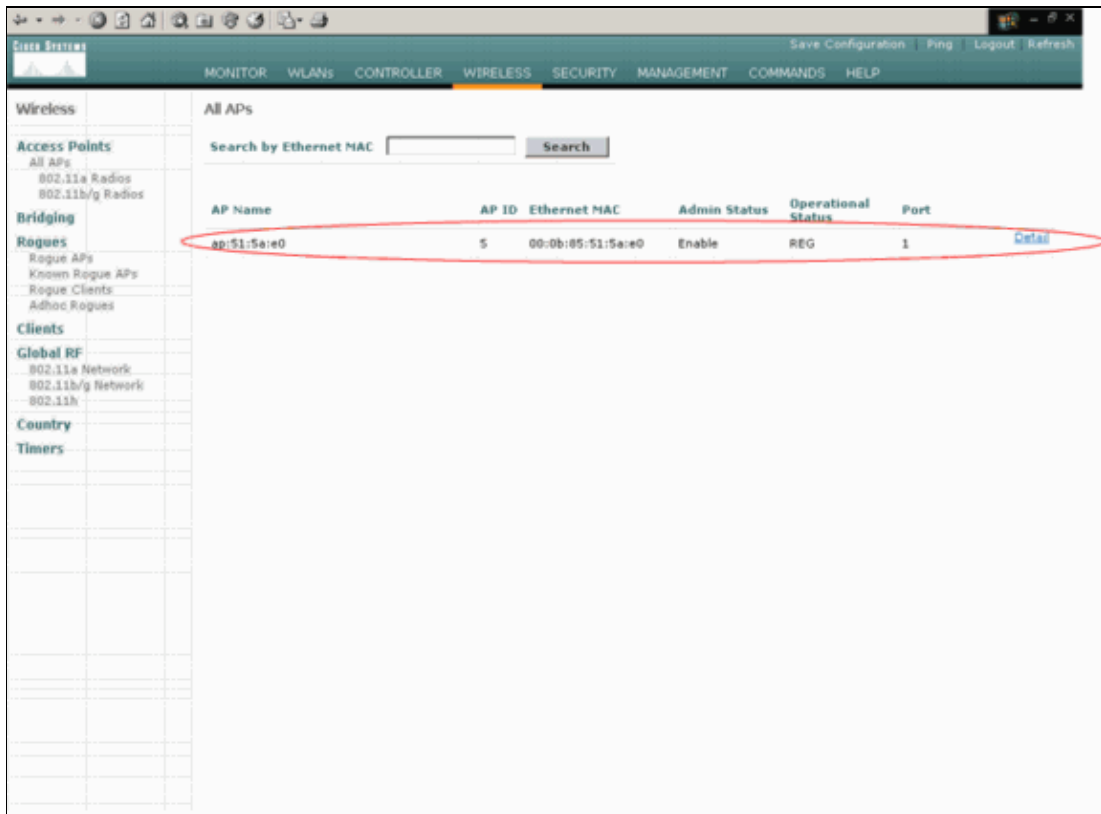 CISCO SYSTEMS
Save Configuration | Ping | Logout | Refresh
MONITOR WLANs CONTROLLER WIRELESS SECURITY MANAGEMENT COMMANDS HELP
Wireless
Access Points
All APs
802.11a Radios
802.11b/g Radios
Bridging
Rogues
Rogue APs
Known Rogue APs
Rogue Clients
Adhoc Rogues
Clients
Global RF
802.11a Network
802.11b/g Network
802.11h
Country
Timers
All APs
Search by Ethernet MAC Search
AP Name AP ID Ethernet MAC Admin Status Operational Status Port
ap:51:5a:e0 5 00:0b:85:51:5a:e0 Enable REG 1 Detail